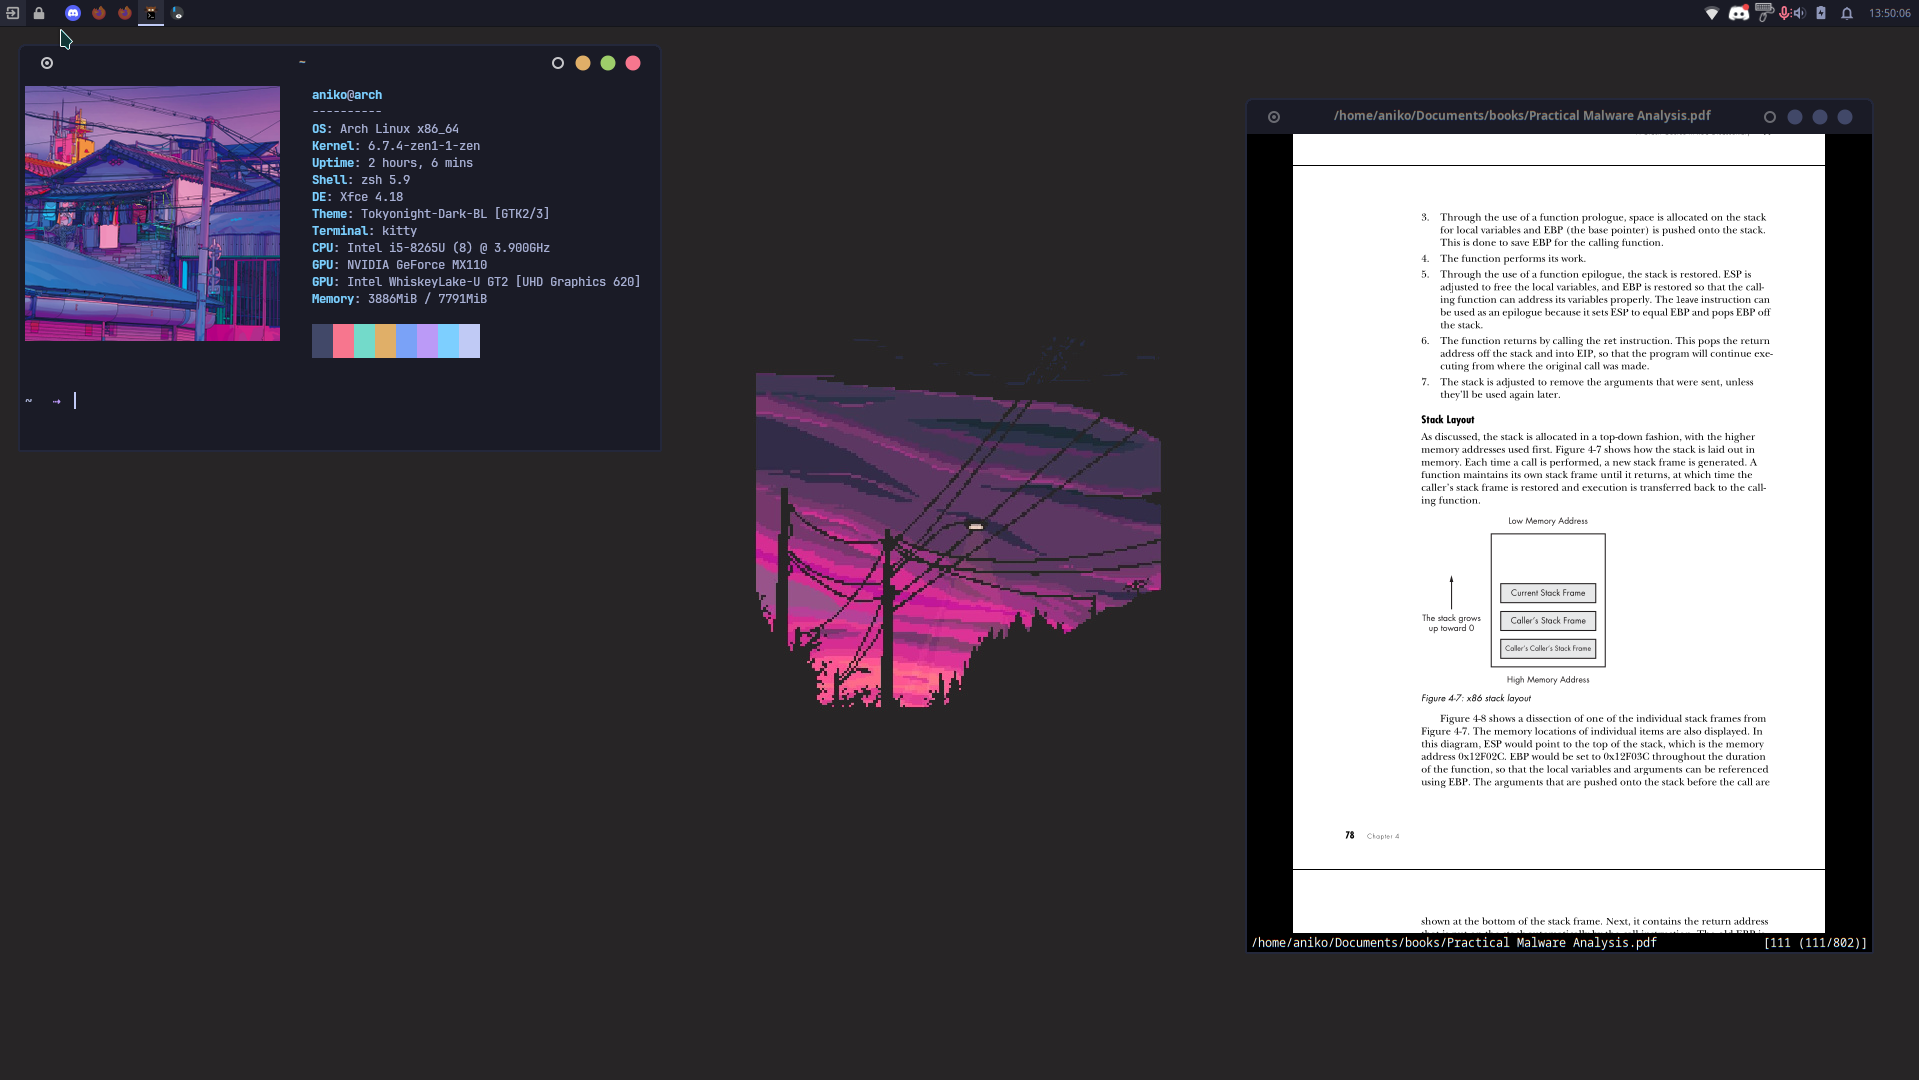 13:50:06
~
aniko@arch
----------
OS: Arch Linux x86_64
Kernel: 6.7.4-zen1-1-zen
Uptime: 2 hours, 6 mins
Shell: zsh 5.9
DE: Xfce 4.18
Theme: Tokyonight-Dark-BL [GTK2/3]
Terminal: kitty
CPU: Intel i5-8265U (8) @ 3.900GHz
GPU: NVIDIA GeForce MX110
GPU: Intel WhiskeyLake-U GT2 [UHD Graphics 620]
Memory: 3886MiB / 7791MiB
~ →
/home/aniko/Documents/books/Practical Malware Analysis.pdf
3. Through the use of a function prologue, space is allocated on the stack
for local variables and EBP (the base pointer) is pushed onto the stack.
This is done to save EBP for the calling function.
4. The function performs its work.
5. Through the use of a function epilogue, the stack is restored. ESP is
adjusted to free the local variables, and EBP is restored so that the call-
ing function can address its variables properly. The leave instruction can
be used as an epilogue because it sets ESP to equal EBP and pops EBP off
the stack.
6. The function returns by calling the ret instruction. This pops the return
address off the stack and into EIP, so that the program will continue exe-
cuting from where the original call was made.
7. The stack is adjusted to remove the arguments that were sent, unless
they'll be used again later.
Stack Layout
As discussed, the stack is allocated in a top-down fashion, with the higher
memory addresses used first. Figure 4-7 shows how the stack is laid out in
memory. Each time a call is performed, a new stack frame is generated. A
function maintains its own stack frame until it returns, at which time the
caller's stack frame is restored and execution is transferred back to the call-
ing function.
Low Memory Address
Current Stack Frame
Caller's Stack Frame
Caller's Caller's Stack Frame
The stack grows
up toward 0
High Memory Address
Figure 4-7: x86 stack layout
Figure 4-8 shows a dissection of one of the individual stack frames from
Figure 4-7. The memory locations of individual items are also displayed. In
this diagram, ESP would point to the top of the stack, which is the memory
address 0x12F02C. EBP would be set to 0x12F03C throughout the duration
of the function, so that the local variables and arguments can be referenced
using EBP. The arguments that are pushed onto the stack before the call are
78 Chapter 4
shown at the bottom of the stack frame. Next, it contains the return address
/home/aniko/Documents/books/Practical Malware Analysis.pdf [111 (111/802)]